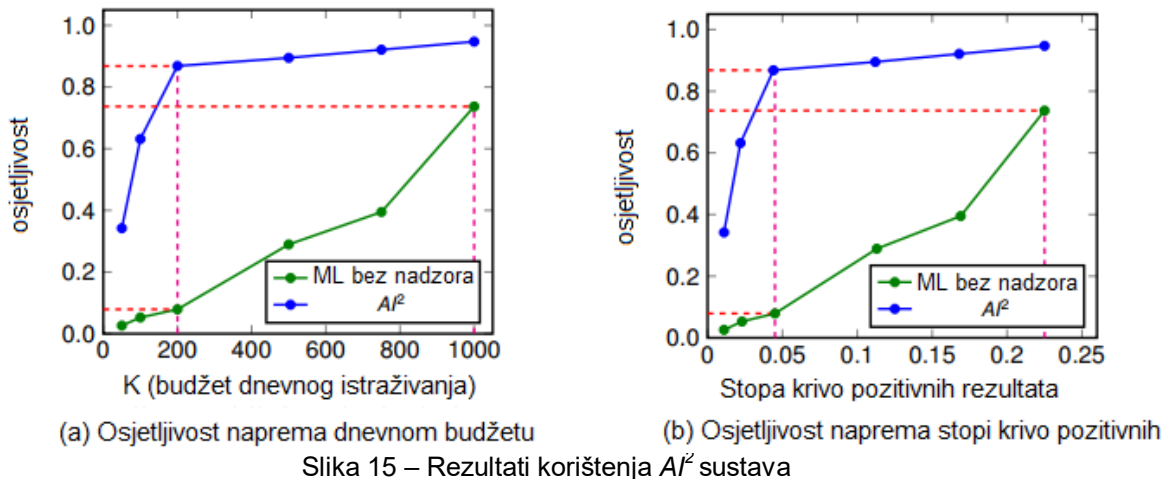 1.0
0.8
0.6
0.4
0.2
0.0
osjetljivost
ML bez nadzora
AI²
0 200 400 600 800 1000
K (budžet dnevnog istraživanja)
(a) Osjetljivost naprema dnevnom budžetu
1.0
0.8
0.6
0.4
0.2
0.0
osjetljivost
ML bez nadzora
AI²
0 0.05 0.1 0.15 0.2 0.25
Stopa krivo pozitivnih rezultata
(b) Osjetljivost naprema stopi krivo pozitivnih
Slika 15 – Rezultati korištenja AI² sustava